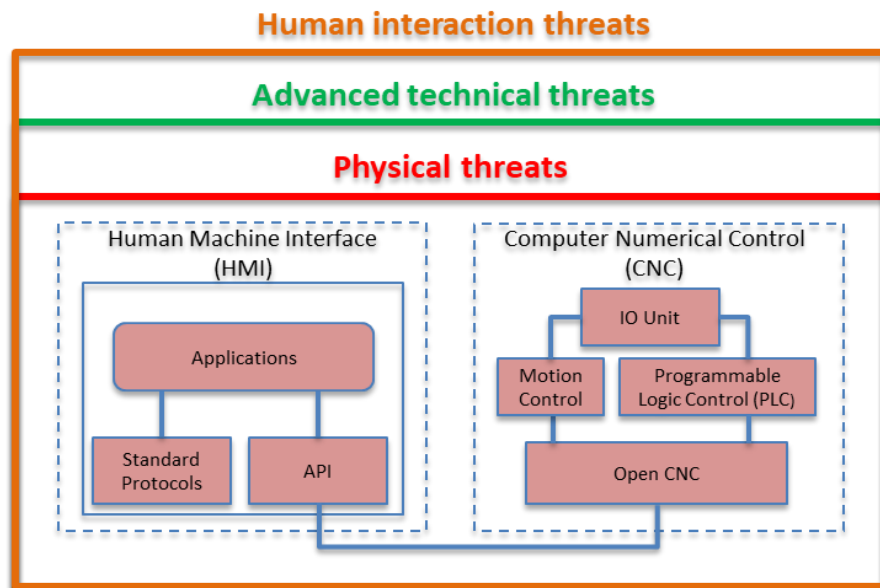 Human interaction threats
Advanced technical threats
Physical threats
Human Machine Interface
(HMI)
Applications
Standard
Protocols
API
Computer Numerical Control
(CNC)
IO Unit
Motion
Control
Programmable
Logic Control (PLC)
Open CNC